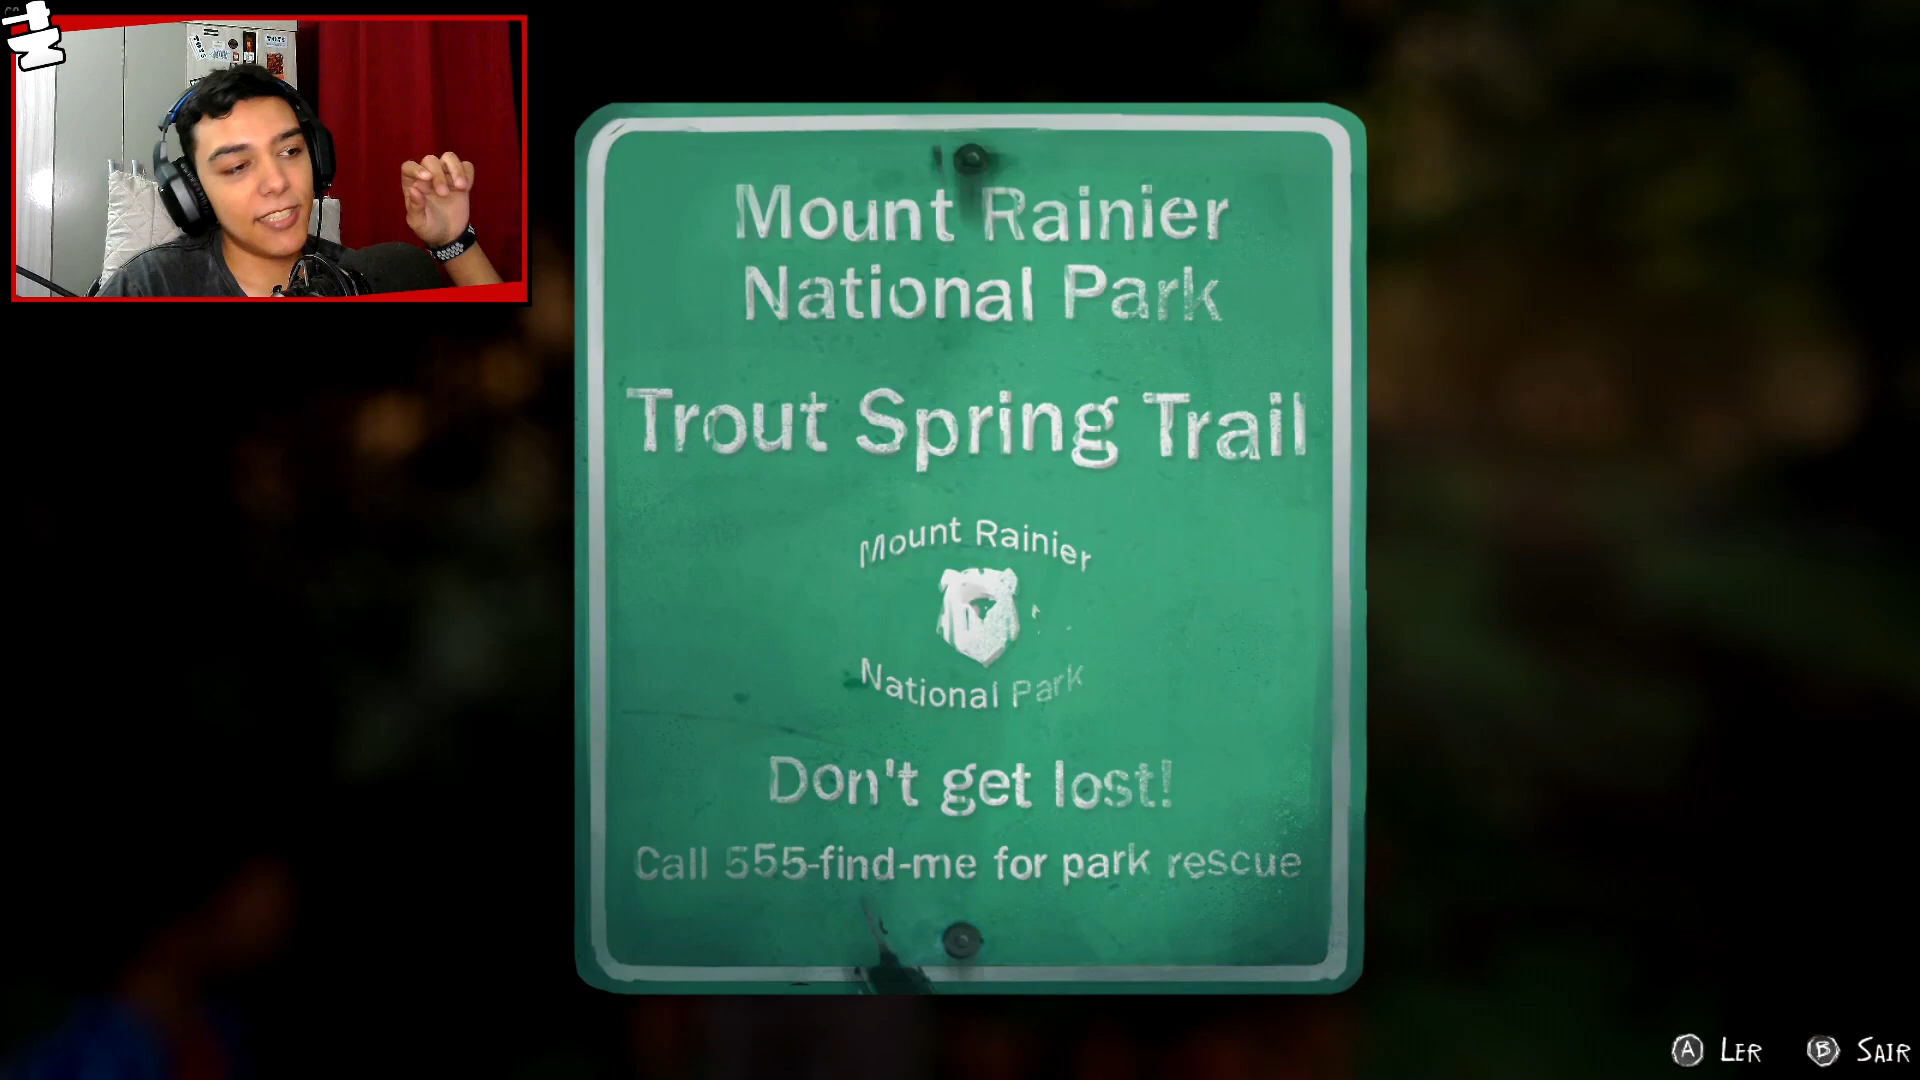 Mount Rainier
National Park
Trout Spring Trail
Mount Rainier
National Park
Don't get lost!
Call 555-find-me for park rescue
A LER B SAIR